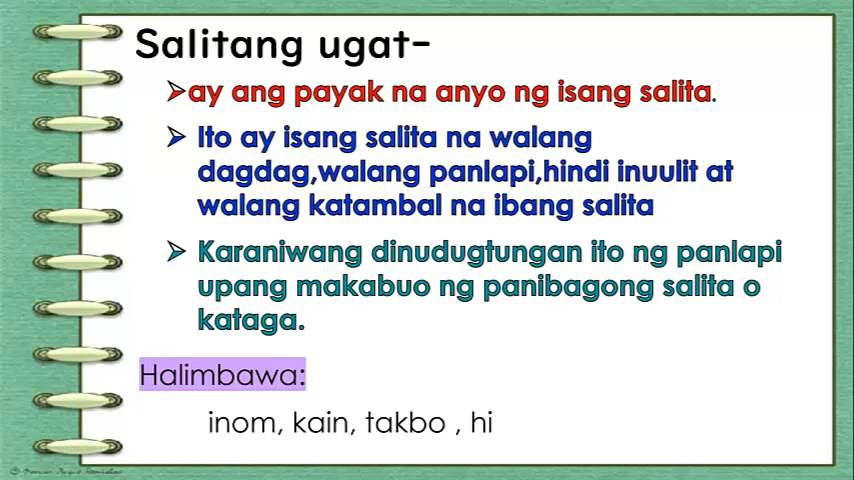 Salitang ugat-
➢ay ang payak na anyo ng isang salita.
➢ Ito ay isang salita na walang
dagdag,walang panlapi,hindi inuulit at
walang katambal na ibang salita
➢ Karaniwang dinudugtungan ito ng panlapi
upang makabuo ng panibagong salita o
kataga.
Halimbawa:
inom, kain, takbo , hi